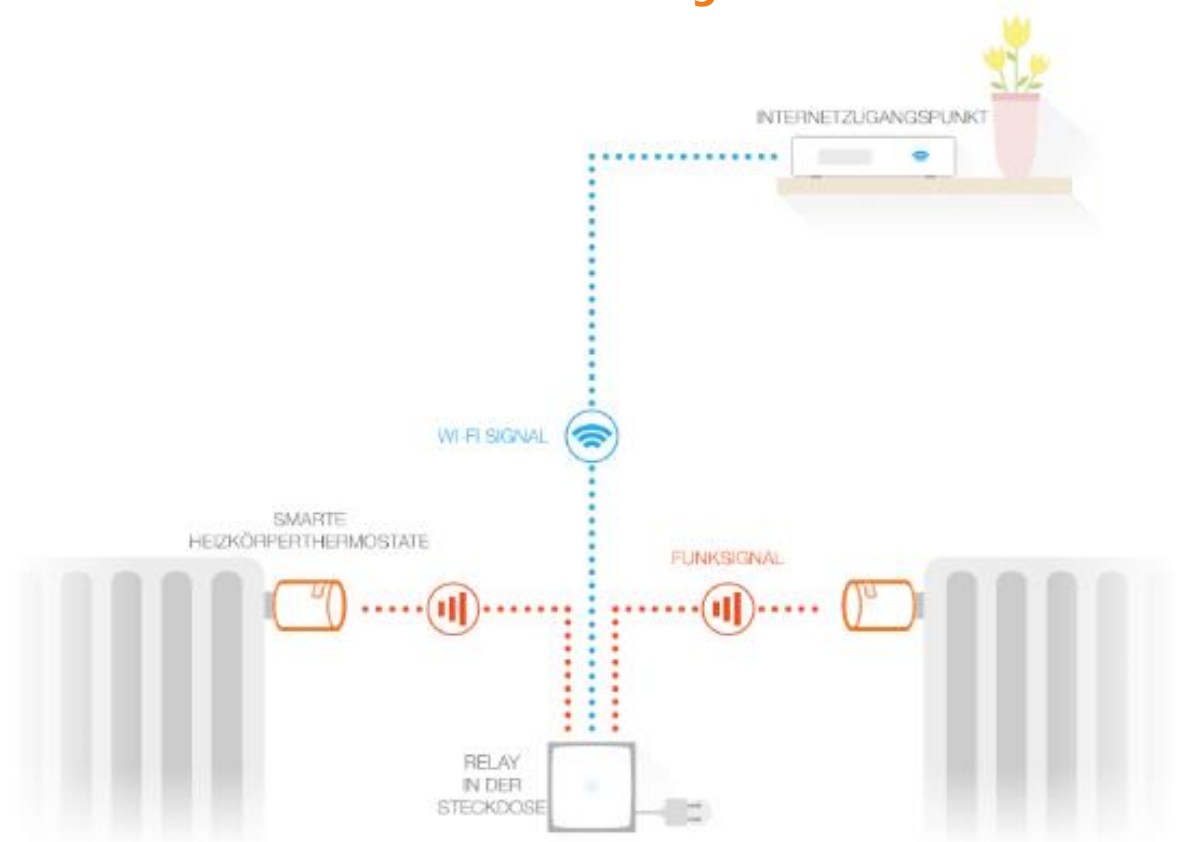 INTERNETZUGANGSPUNKT
WI-FI SIGNAL
SMARTE
HEIZKÖRPERTHERMOSTATE
FUNKSIGNAL
RELAY
IN DER
STECKDOSE